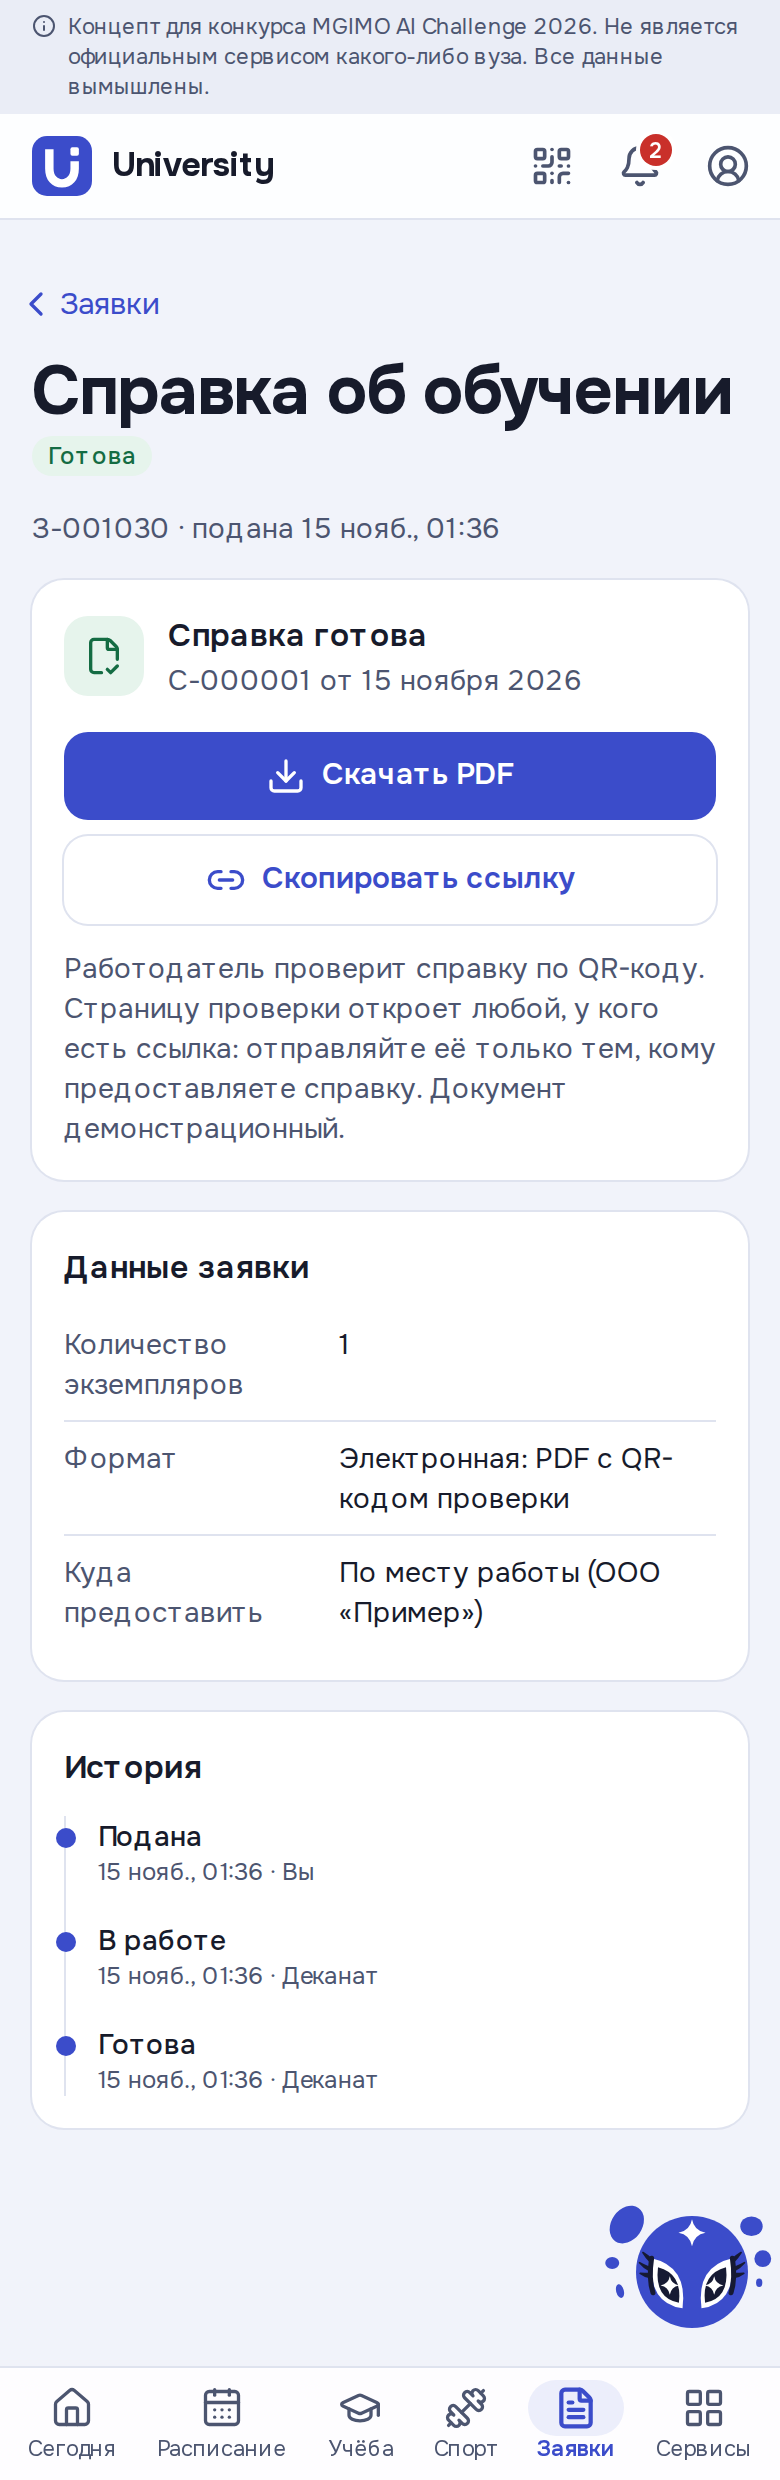 Концепт для конкурса MGIMO AI Challenge 2026. Не является
официальным сервисом какого-либо вуза. Все данные
вымышлены.
University
2
Заявки
Справка об обучении
Готова
З-001030 · подана 15 нояб., 01:36
Справка готова
С-000001 от 15 ноября 2026
Скачать PDF
Скопировать ссылку
Работодатель проверит справку по QR-коду.
Страницу проверки откроет любой, у кого
есть ссылка: отправляйте её только тем, кому
предоставляете справку. Документ
демонстрационный.
Данные заявки
Количество
экземпляров
1
Формат
Электронная: PDF с QR-
кодом проверки
Куда
предоставить
По месту работы (ООО
«Пример»)
История
Подана
15 нояб., 01:36 · Вы
В работе
15 нояб., 01:36 · Деканат
Готова
15 нояб., 01:36 · Деканат
Сегодня
Расписание
Учёба
Спорт
Заявки
Сервисы